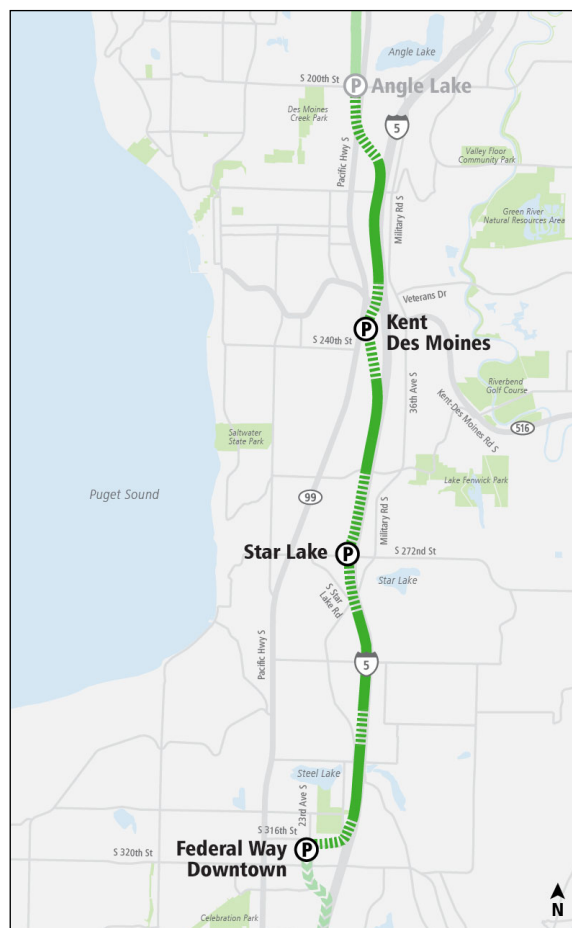 Angle Lake
S 200th St
P
Angle Lake
Des Moines
Creek Park
5
Pacific Hwy S
Valley Floor
Community Park
Military Rd S
Green River
Natural Resources Area
Veterans Dr
P
Kent
Des Moines
S 240th St
36th Ave S
Riverbend
Golf Course
Kent-Des Moines Rd S
516
Saltwater
State Park
Puget Sound
99
Lake Fenwick Park
Military Rd S
Star Lake
P
S 272nd St
Star Lake
S Star
Lake Rd
Pacific Hwy S
5
Steel Lake
23rd Ave S
S 316th St
P
Federal Way
Downtown
S 320th St
Celebration Park
N